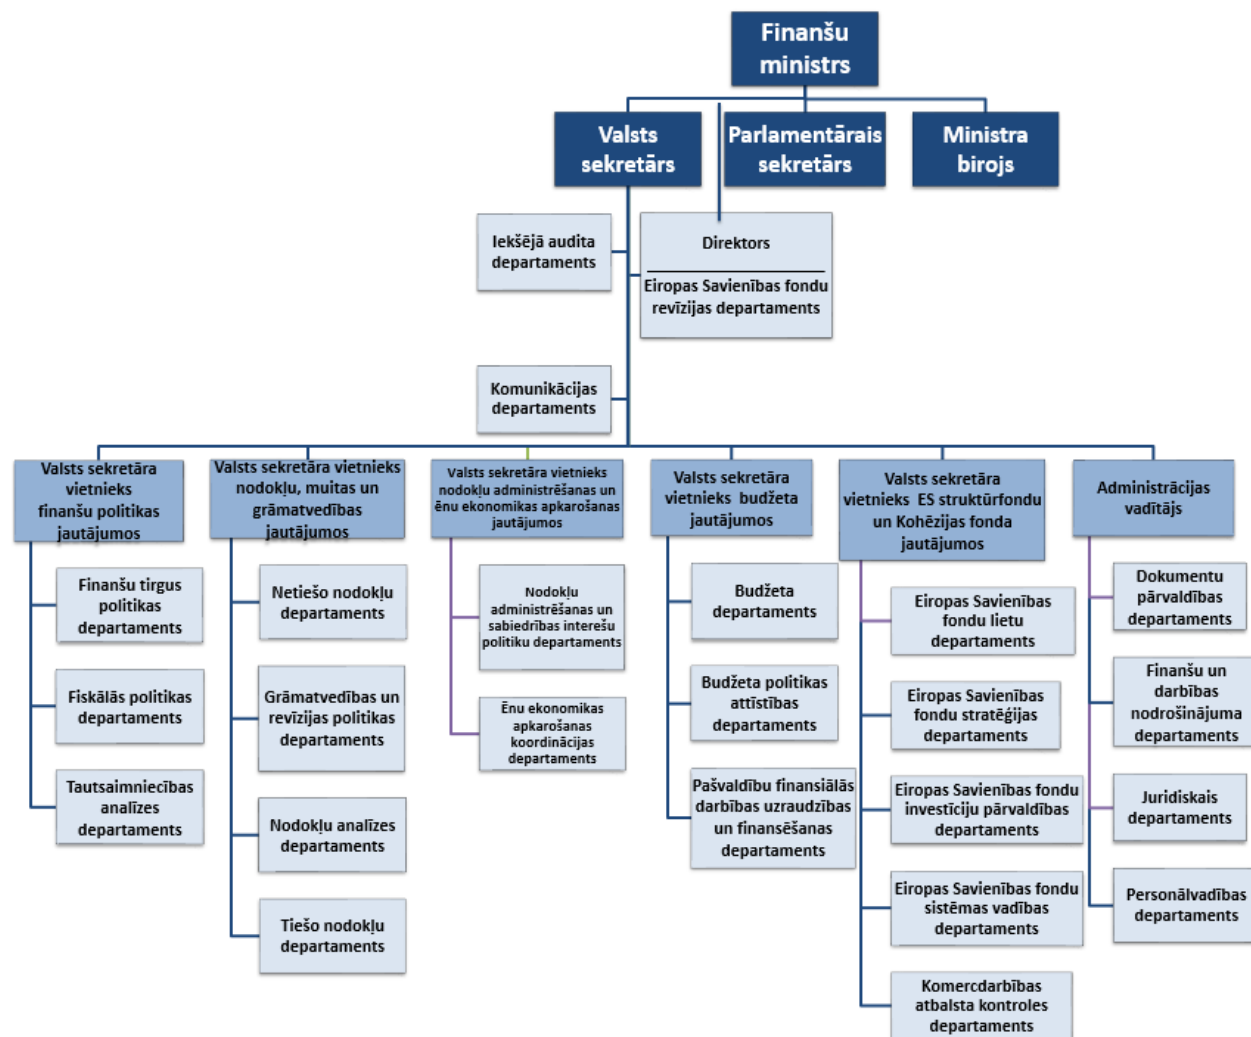 Finanšu
ministrs
Valsts
sekretārs
Parlamentārais
sekretārs
Ministra
birojs
Iekšējā audita
departaments
Direktors
Eiropas Savienības fondu
revīzijas departaments
Komunikācijas
departaments
Valsts sekretāra
vietnieks
finanšu politikas
jautājumos
Finanšu tirgus
politikas
departaments
Fiskālās politikas
departaments
Tautsaimniecības
analīzes
departaments
Valsts sekretāra vietnieks
nodokļu, muitas un
grāmatvedības
jautājumos
Netiešo nodokļu
departaments
Grāmatvedības un
revīzijas politikas
departaments
Nodokļu analīzes
departaments
Tiešo nodokļu
departaments
Valsts sekretāra vietnieks
nodokļu administrēšanas un
ēnu ekonomikas apkarošanas
jautājumos
Nodokļu
administrēšanas un
sabiedrības interešu
politiku departaments
Ēnu ekonomikas
apkarošanas
koordinācijas
departaments
Valsts sekretāra
vietnieks budžeta
jautājumos
Budžeta
departaments
Budžeta politikas
attīstības
departaments
Pašvaldību finansiālās
darbības uzraudzības
un finansēšanas
departaments
Valsts sekretāra
vietnieks ES struktūrfondu
un Kohēzijas fonda
jautājumos
Eiropas Savienības
fondu lietu
departaments
Eiropas Savienības
fondu stratēģijas
departaments
Eiropas Savienības fondu
investīciju pārvaldības
departaments
Eiropas Savienības fondu
sistēmas vadības
departaments
Komercdarbības
atbalsta kontroles
departaments
Administrācijas
vadītājs
Dokumentu
pārvaldības
departaments
Finanšu un
darbības
nodrošinājuma
departaments
Juridiskais
departaments
Personālvadības
departaments